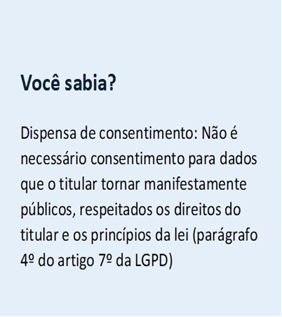 Você sabia?
Dispensa de consentimento: Não é
necessário consentimento para dados
que o titular tornar manifestamente
públicos, respeitados os direitos do
titular e os princípios da lei (parágrafo
4º do artigo 7º da LGPD)